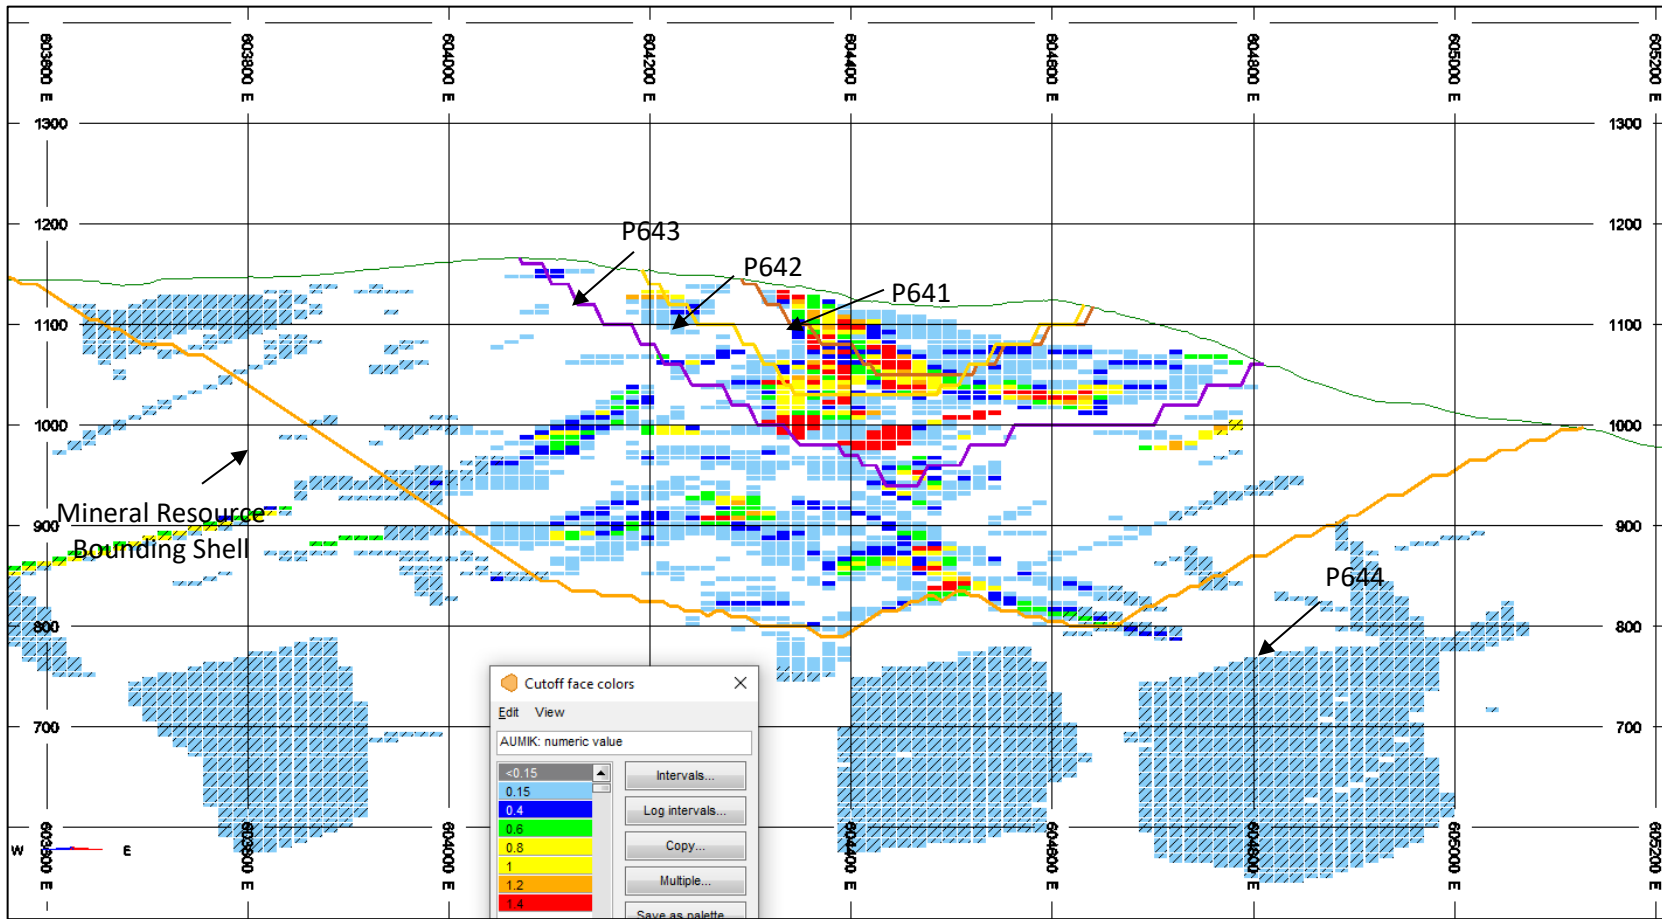 603600 E
603800 E
604000 E
604200 E
604400 E
604600 E
604800 E
605000 E
605200 E
1300 1300
1200 1200
P643
P642
P641
1100 1100
1000 1000
Mineral Resource
Bounding Shell
900 900
P644
800 800
700 700
Cutoff face colors
Edit View
AUMIK: numeric value
<0.15
0.15
0.4
0.6
0.8
1
1.2
1.4
Intervals...
Log intervals...
Copy...
Multiple...
Save as palette
W E
603600 E
603800 E
604000 E
604400 E
604600 E
604800 E
605000 E
605200 E